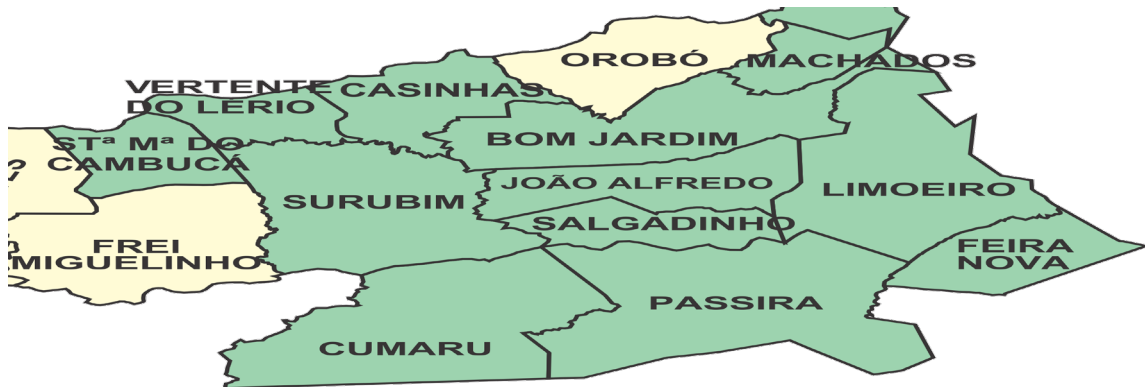 OROBÓ
MACHADOS
VERTENTE
DO LÉRIO
CASINHAS
STª Mª DO
CAMBUCÁ
BOM JARDIM
JOÃO ALFREDO
LIMOEIRO
SURUBIM
SALGADINHO
FREI
MIGUELINHO
FEIRA
NOVA
PASSIRA
CUMARU